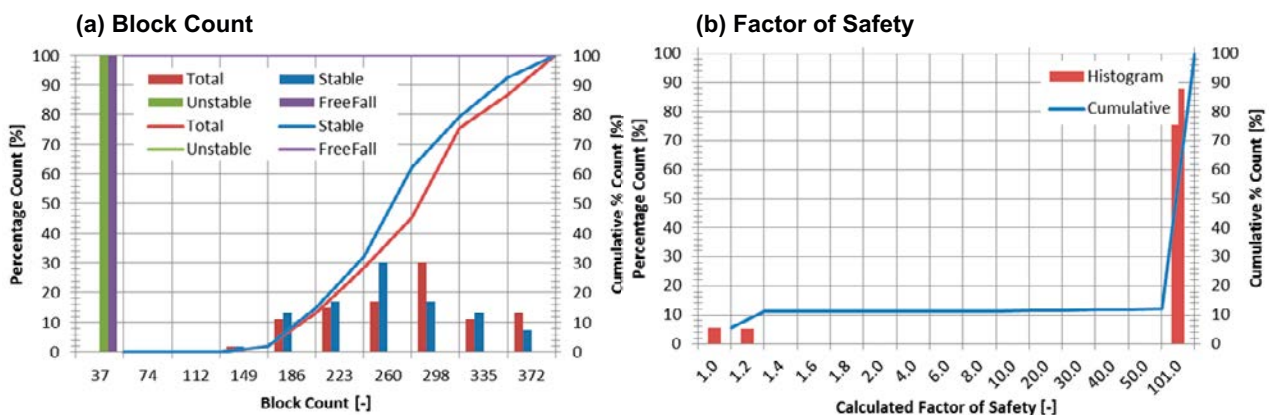 (a) Block Count
100
90
80
70
60
50
40
30
20
10
0
Percentage Count [%]
Total
Stable
Unstable
FreeFall
Total
Stable
Unstable
FreeFall
100
90
80
70
60
50
40
30
20
10
0
Cumulative % Count [%]
37 74 112 149 186 223 260 298 335 372
Block Count [-]
(b) Factor of Safety
100
90
80
70
60
50
40
30
20
10
0
Percentage Count [%]
Histogram
Cumulative
100
90
80
70
60
50
40
30
20
10
0
Cumulative % Count [%]
1.0 1.2 1.4 1.6 1.8 2.0 4.0 6.0 8.0 10.0 20.0 30.0 40.0 50.0 101.0
Calculated Factor of Safety [-]